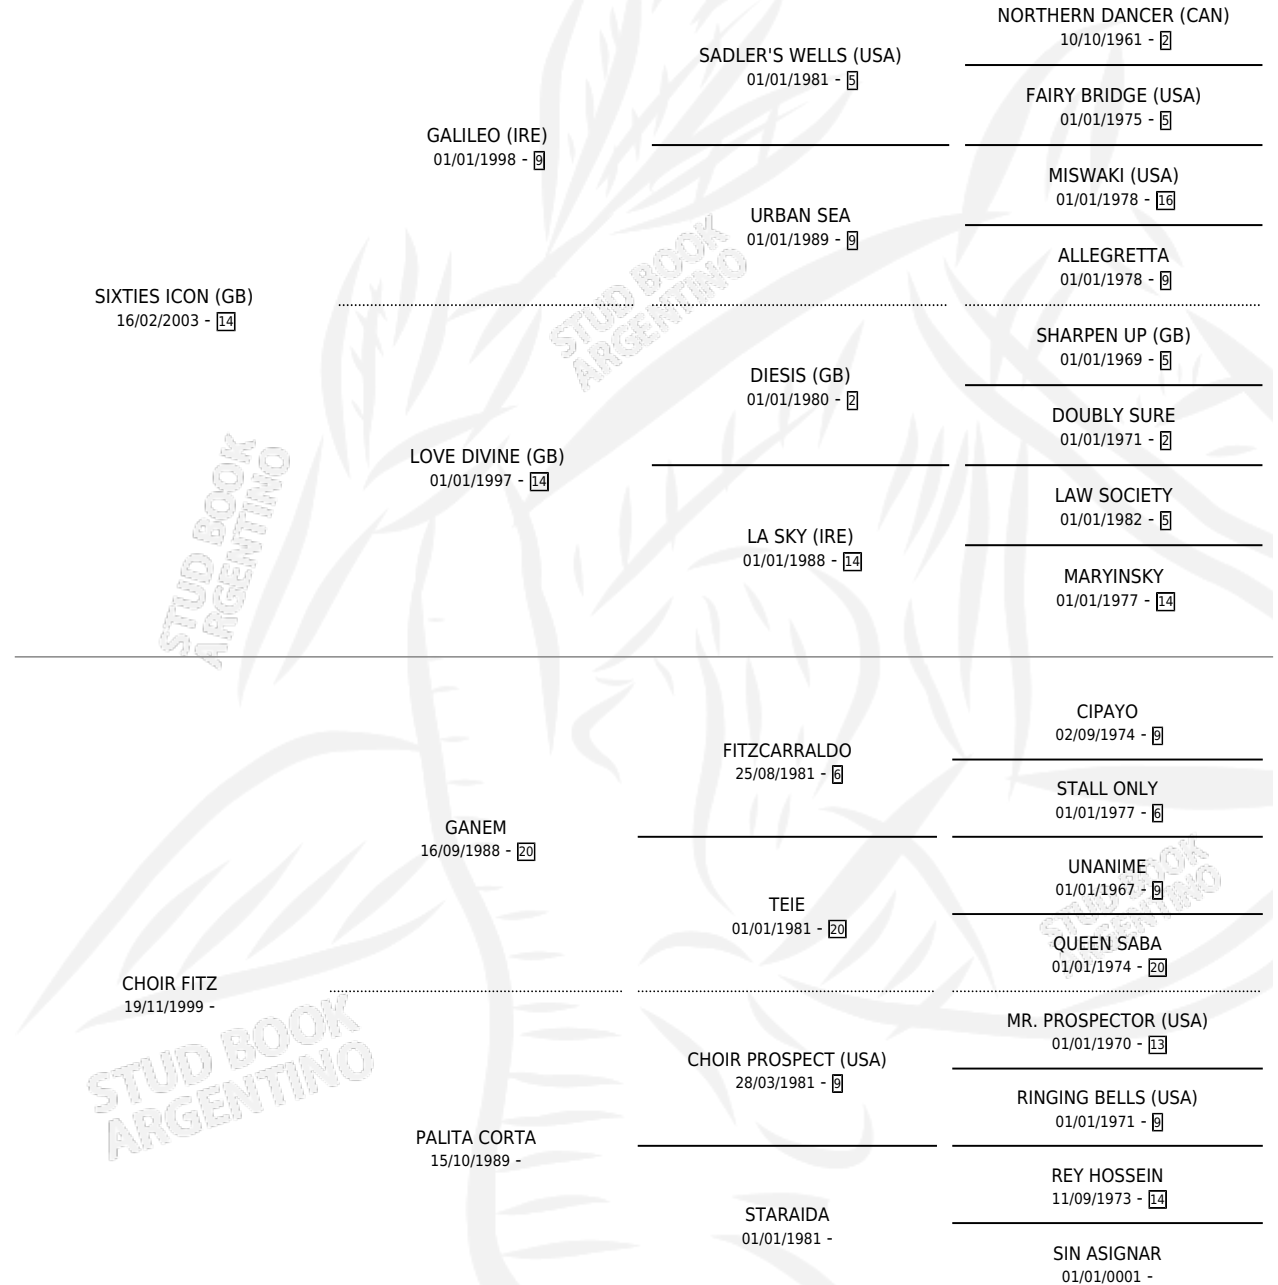 NORTHERN DANCER (CAN)
10/10/1961 - 2
SADLER'S WELLS (USA)
01/01/1981 - 5
FAIRY BRIDGE (USA)
01/01/1975 - 5
GALILEO (IRE)
01/01/1998 - 9
MISWAKI (USA)
01/01/1978 - 16
URBAN SEA
01/01/1989 - 9
ALLEGRETTA
01/01/1978 - 9
SIXTIES ICON (GB)
16/02/2003 - 14
STUD BOOK
ARGENTINO
SHARPEN UP (GB)
01/01/1969 - 5
DIESIS (GB)
01/01/1980 - 2
DOUBLY SURE
01/01/1971 - 2
LOVE DIVINE (GB)
01/01/1997 - 14
LAW SOCIETY
01/01/1982 - 5
LA SKY (IRE)
01/01/1988 - 14
MARYINSKY
01/01/1977 - 14
STUD BOOK
ARGENTINO
CIPAYO
02/09/1974 - 9
FITZCARRALDO
25/08/1981 - 6
STALL ONLY
01/01/1977 - 6
GANEM
16/09/1988 - 20
UNANIME
01/01/1967 - 9
TEIE
01/01/1981 - 20
STUD BOOK
ARGENTINO
QUEEN SABA
01/01/1974 - 20
CHOIR FITZ
19/11/1999 -
MR. PROSPECTOR (USA)
01/01/1970 - 13
CHOIR PROSPECT (USA)
28/03/1981 - 9
RINGING BELLS (USA)
01/01/1971 - 9
STUD BOOK
ARGENTINO
PALITA CORTA
15/10/1989 -
REY HOSSEIN
11/09/1973 - 14
STARAIDA
01/01/1981 -
SIN ASIGNAR
01/01/0001 -